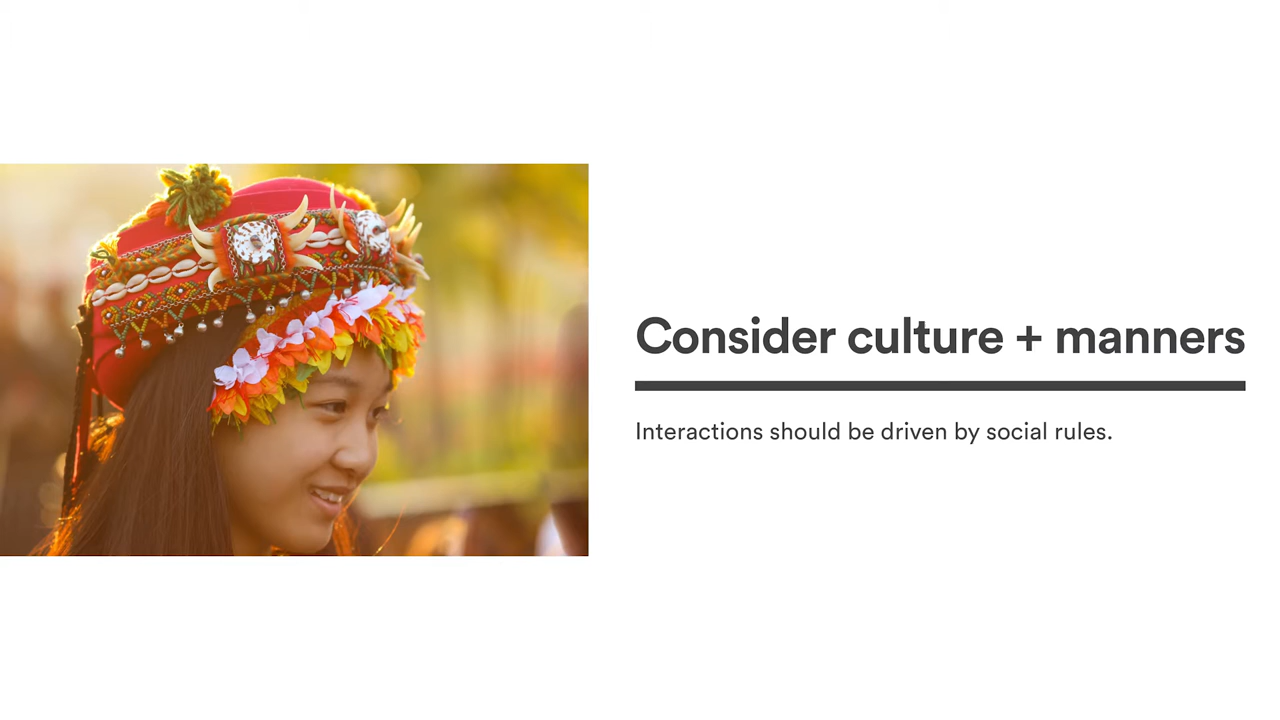 Consider culture + manners
Interactions should be driven by social rules.